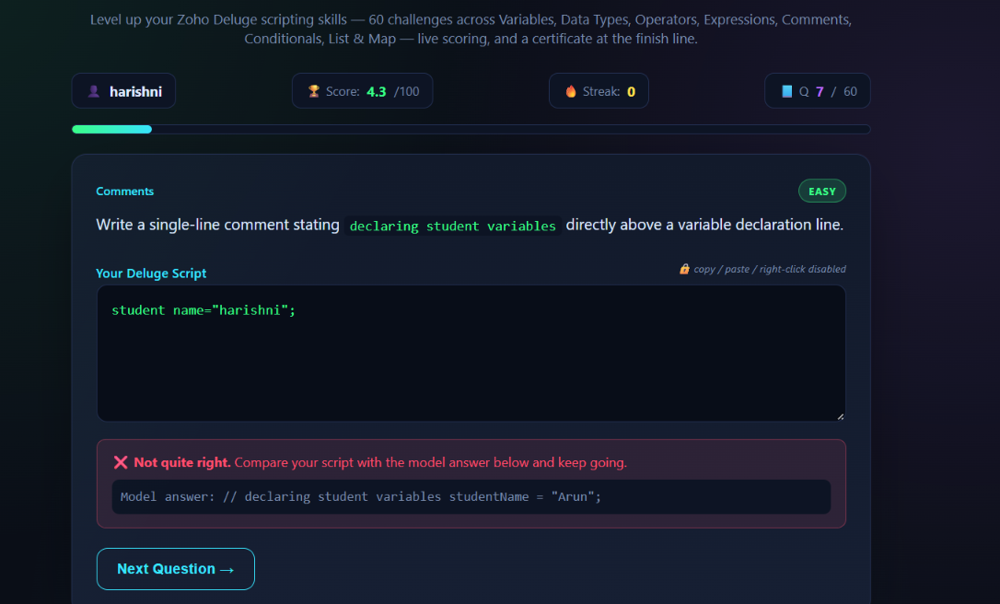 Level up your Zoho Deluge scripting skills — 60 challenges across Variables, Data Types, Operators, Expressions, Comments,
Conditionals, List & Map — live scoring, and a certificate at the finish line.
👤 harishni
🏆 Score: 4.3 /100
🔥 Streak: 0
📘 Q 7 / 60
Comments
EASY
Write a single-line comment stating declaring student variables directly above a variable declaration line.
Your Deluge Script
🔒 copy / paste / right-click disabled
student name="harishni";
❌ Not quite right. Compare your script with the model answer below and keep going.
Model answer: // declaring student variables studentName = "Arun";
Next Question →